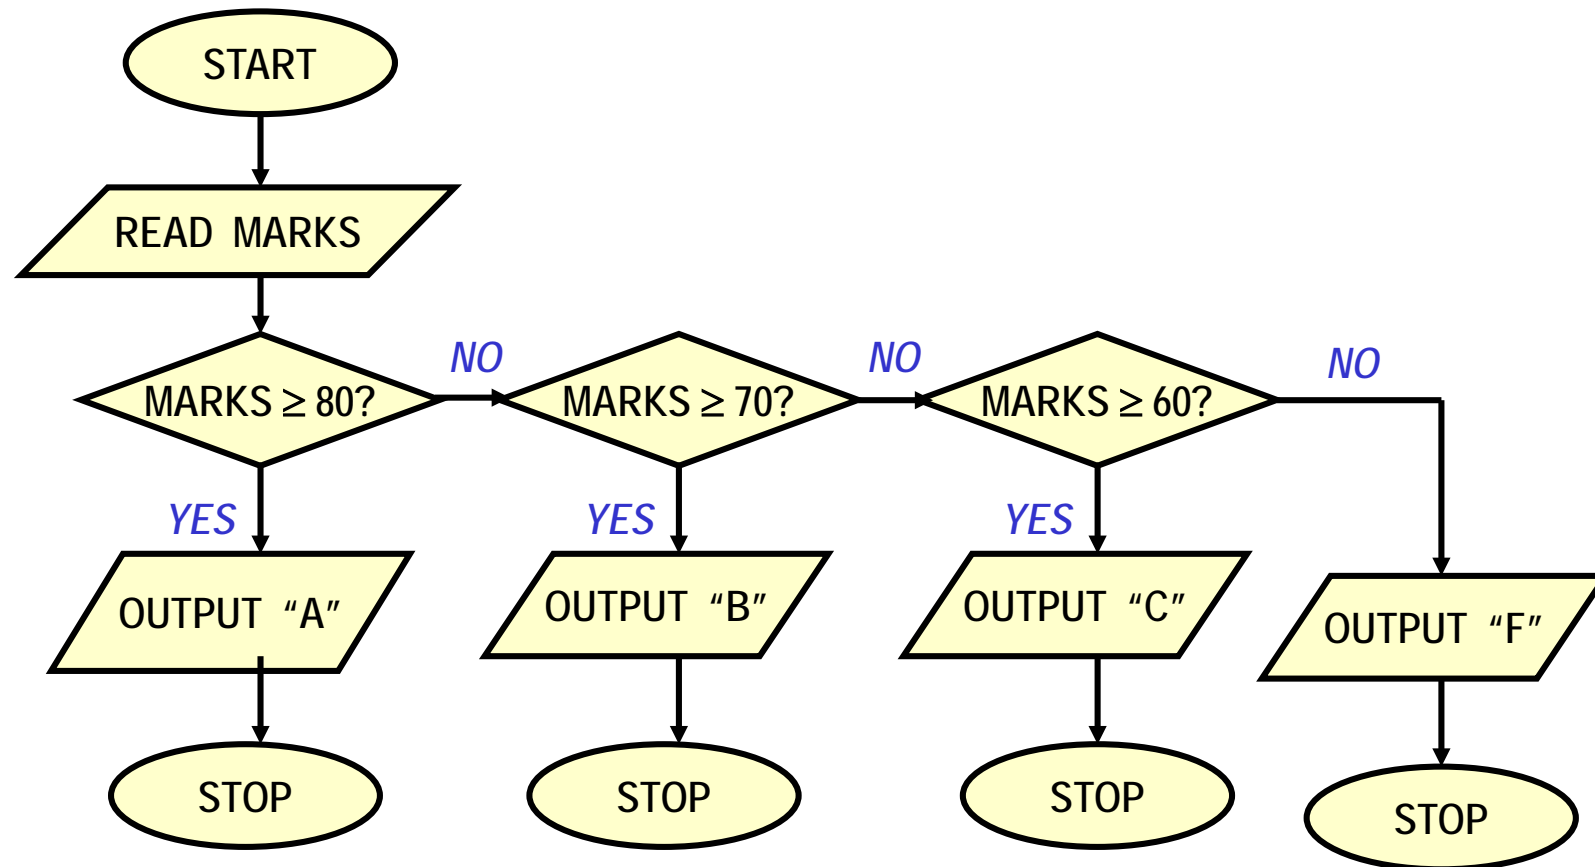 START
READ MARKS
MARKS ≥ 80?
NO
MARKS ≥ 70?
NO
MARKS ≥ 60?
NO
YES
YES
YES
OUTPUT “A”
OUTPUT “B”
OUTPUT “C”
OUTPUT “F”
STOP
STOP
STOP
STOP